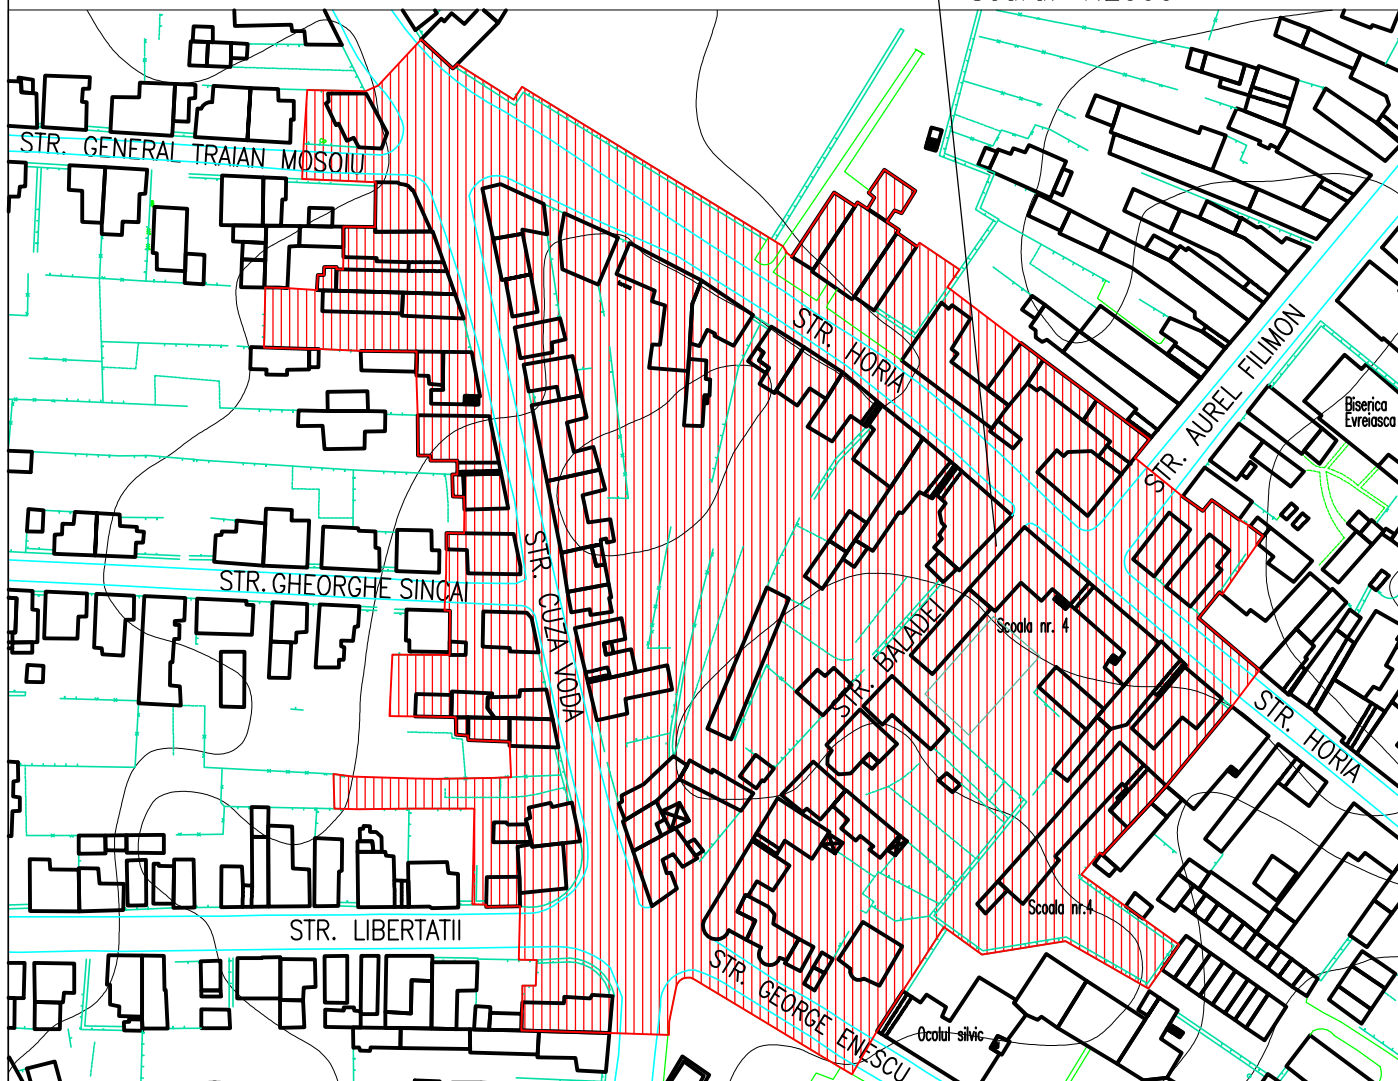 STR. GENERAL TRAIAN MOSOIU
STR. HORIA
STR. AUREL FILIMON
Biserica
Evreiasca
STR. GHEORGHE SINCAI
STR. CUZA VODA
STR. BALADEI
Scoala nr. 4
STR. HORIA
Scoala nr.4
STR. LIBERTATII
STR. GEORGE ENESCU
Ocolul silvic